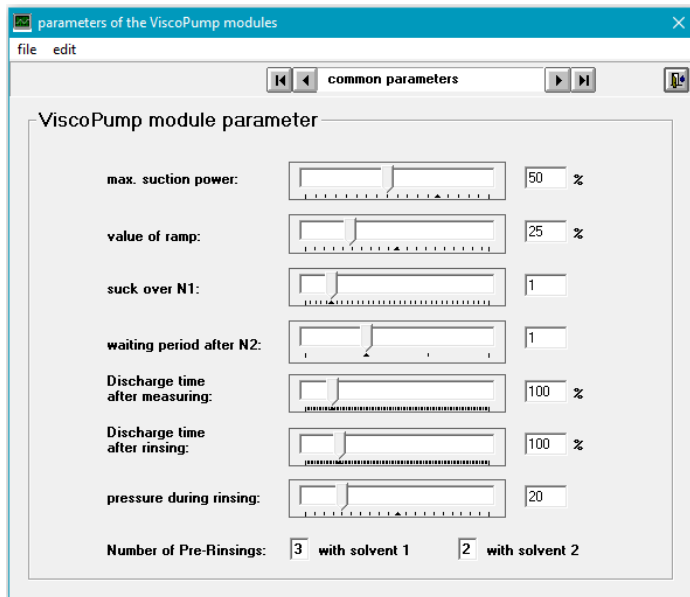 parameters of the ViscoPump modules
file edit
common parameters
ViscoPump module parameter
max. suction power: 50 %
value of ramp: 25 %
suck over N1: 1
waiting period after N2: 1
Discharge time
after measuring: 100 %
Discharge time
after rinsing: 100 %
pressure during rinsing: 20
Number of Pre-Rinsings: 3 with solvent 1 2 with solvent 2